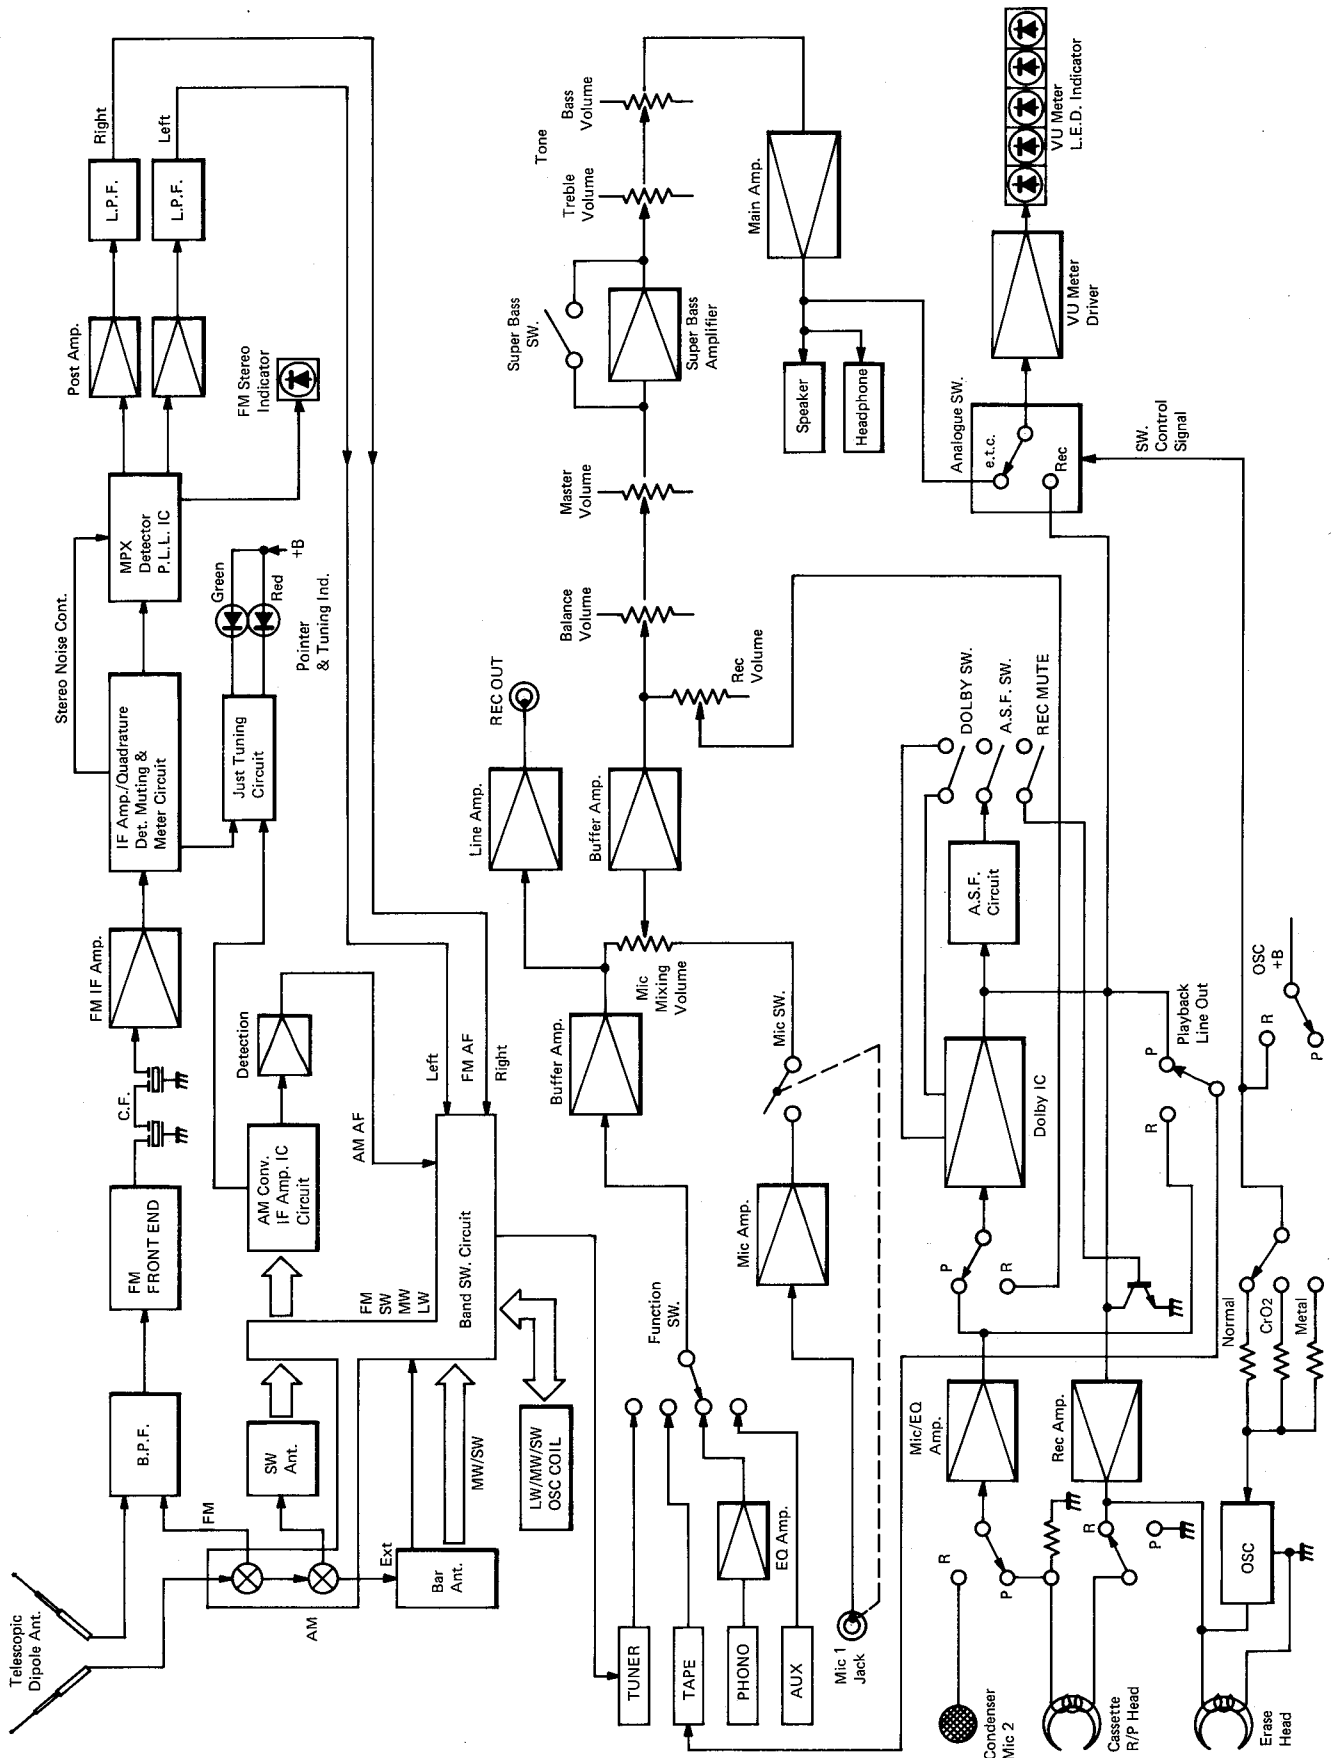 Telescopic
Dipole Ant.
FM
AM
B.P.F.
FM
FRONT END
C.F.
FM IF Amp.
IF Amp./Quadrature
Det. Muting &
Meter Circuit
Stereo Noise Cont.
MPX
Detector
P.L.L. IC
Post Amp.
L.P.F.
L.P.F.
Right
Left
FM Stereo
Indicator
Green
Red
+B
Pointer
& Tuning Ind.
Just Tuning
Circuit
SW
Ant.
AM Conv.
IF Amp. IC
Circuit
Detection
AM AF
Left
FM AF
Right
FM
SW
MW
LW
Band SW. Circuit
Ext
Bar
Ant.
MW/SW
LW/MW/SW
OSC COIL
TUNER
TAPE
PHONO
AUX
EQ Amp.
Function
SW.
Buffer Amp.
Line Amp.
REC OUT
Mic
Mixing
Volume
Buffer Amp.
Rec
Volume
Balance
Volume
Master
Volume
Super Bass
SW.
Super Bass
Amplifier
Treble
Volume
Tone
Bass
Volume
Main Amp.
Speaker
Headphone
Mic 1
Jack
Mic Amp.
Mic SW.
Analogue SW.
e.t.c.
Rec
SW.
Control
Signal
VU Meter
Driver
VU Meter
L.E.D. Indicator
DOLBY SW.
A.S.F. SW.
REC MUTE
A.S.F.
Circuit
Dolby IC
P
R
Playback
Line Out
P
R
OSC
+B
R
P
Mic/EQ
Amp.
Rec Amp.
R
P
R
P
Condenser
Mic 2
Cassette
R/P Head
Erase
Head
OSC
Normal
CrO2
Metal